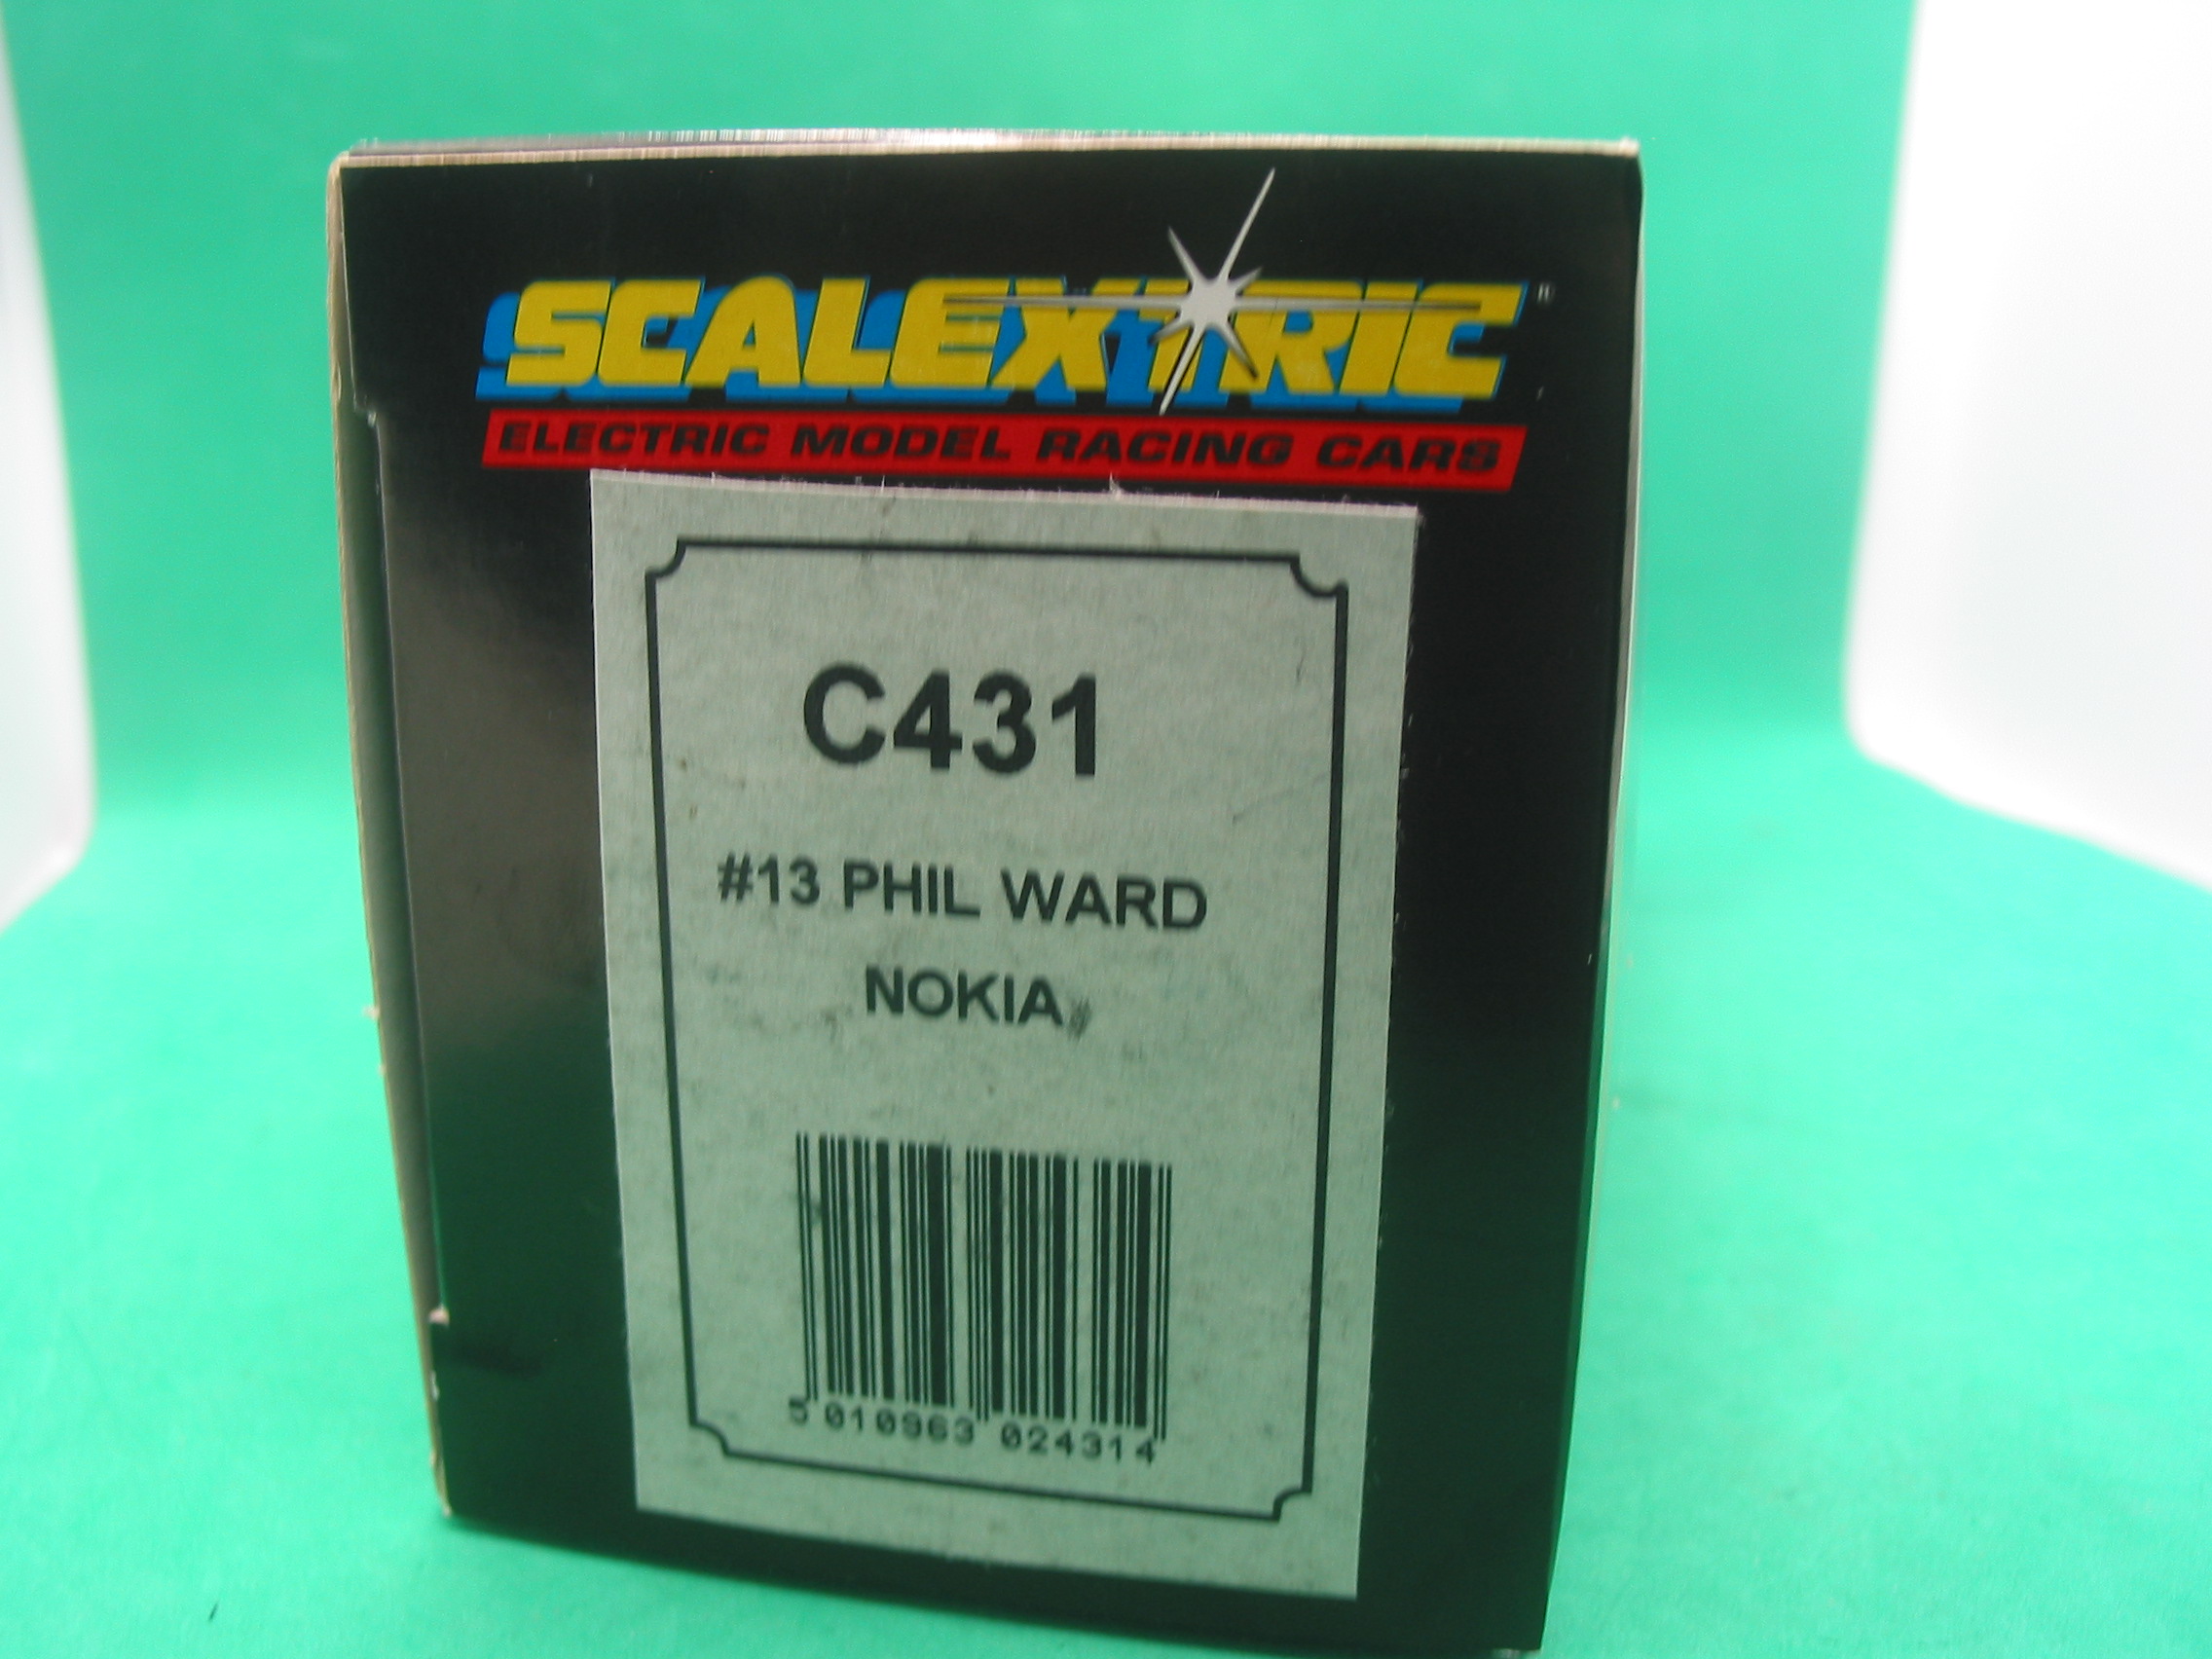 SCALEXTRIC®
ELECTRIC MODEL RACING CARS
C431
#13 PHIL WARD
NOKIA
5 010963 024314